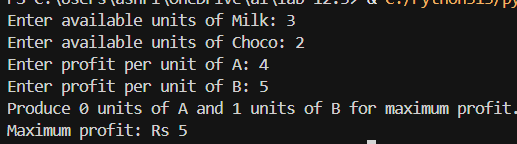 Enter available units of Milk: 3
Enter available units of Choco: 2
Enter profit per unit of A: 4
Enter profit per unit of B: 5
Produce 0 units of A and 1 units of B for maximum profit.
Maximum profit: Rs 5